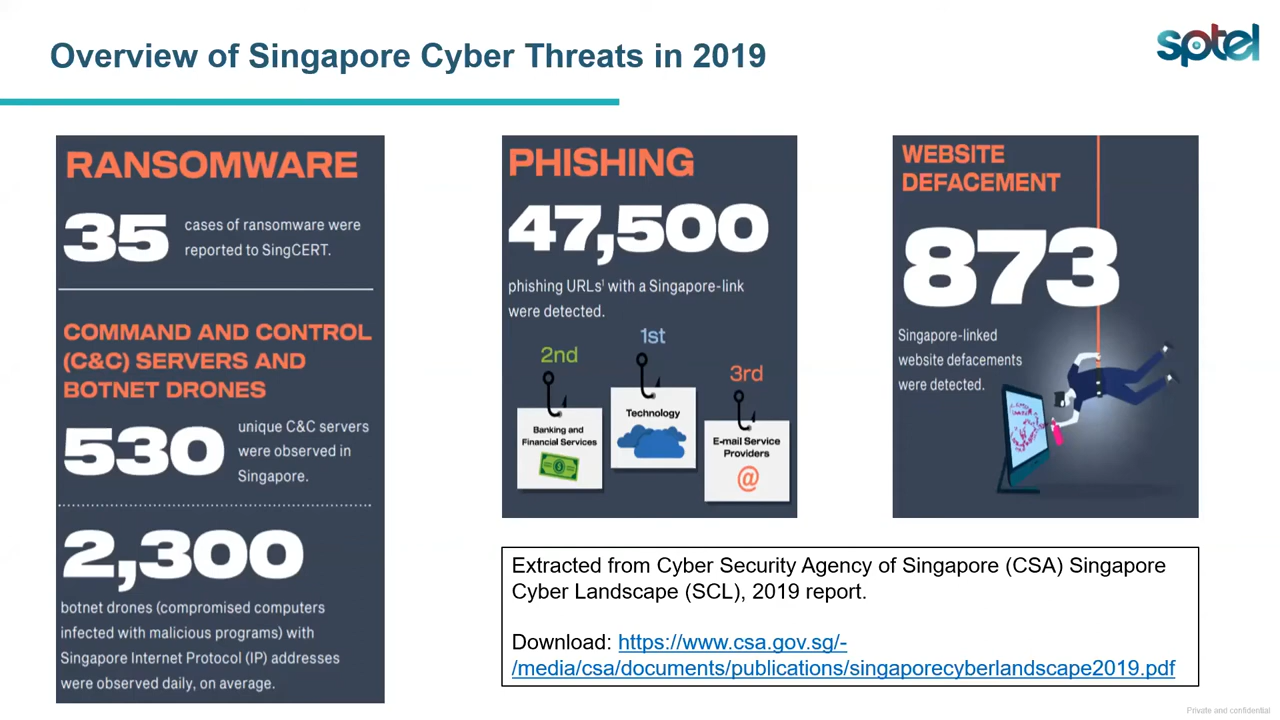 Overview of Singapore Cyber Threats in 2019
sptel
RANSOMWARE
35
cases of ransomware were
reported to SingCERT.
COMMAND AND CONTROL
(C&C) SERVERS AND
BOTNET DRONES
530
unique C&C servers
were observed in
Singapore.
2,300
botnet drones (compromised computers
infected with malicious programs) with
Singapore Internet Protocol (IP) addresses
were observed daily, on average.
PHISHING
47,500
phishing URLs¹ with a Singapore-link
were detected.
1st
2nd
3rd
Technology
Banking and
Financial Services
E-mail Service
Providers
@
WEBSITE
DEFACEMENT
873
Singapore-linked
website defacements
were detected.
Extracted from Cyber Security Agency of Singapore (CSA) Singapore
Cyber Landscape (SCL), 2019 report.
Download: https://www.csa.gov.sg/-
/media/csa/documents/publications/singaporecyberlandscape2019.pdf
Private and confidential